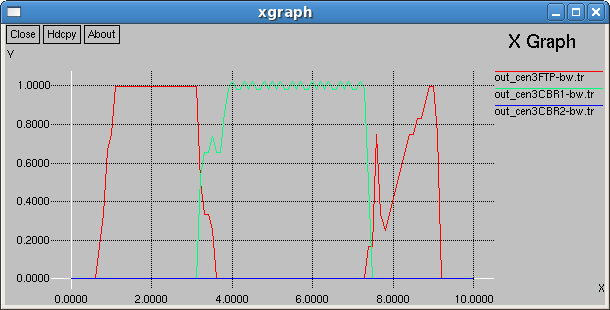 xgraph
Close Hdcpy About
X Graph
Y
out_cen3FTP-bw.tr
out_cen3CBR1-bw.tr
out_cen3CBR2-bw.tr
1.0000
0.8000
0.6000
0.4000
0.2000
0.0000
X
0.0000 2.0000 4.0000 6.0000 8.0000 10.0000